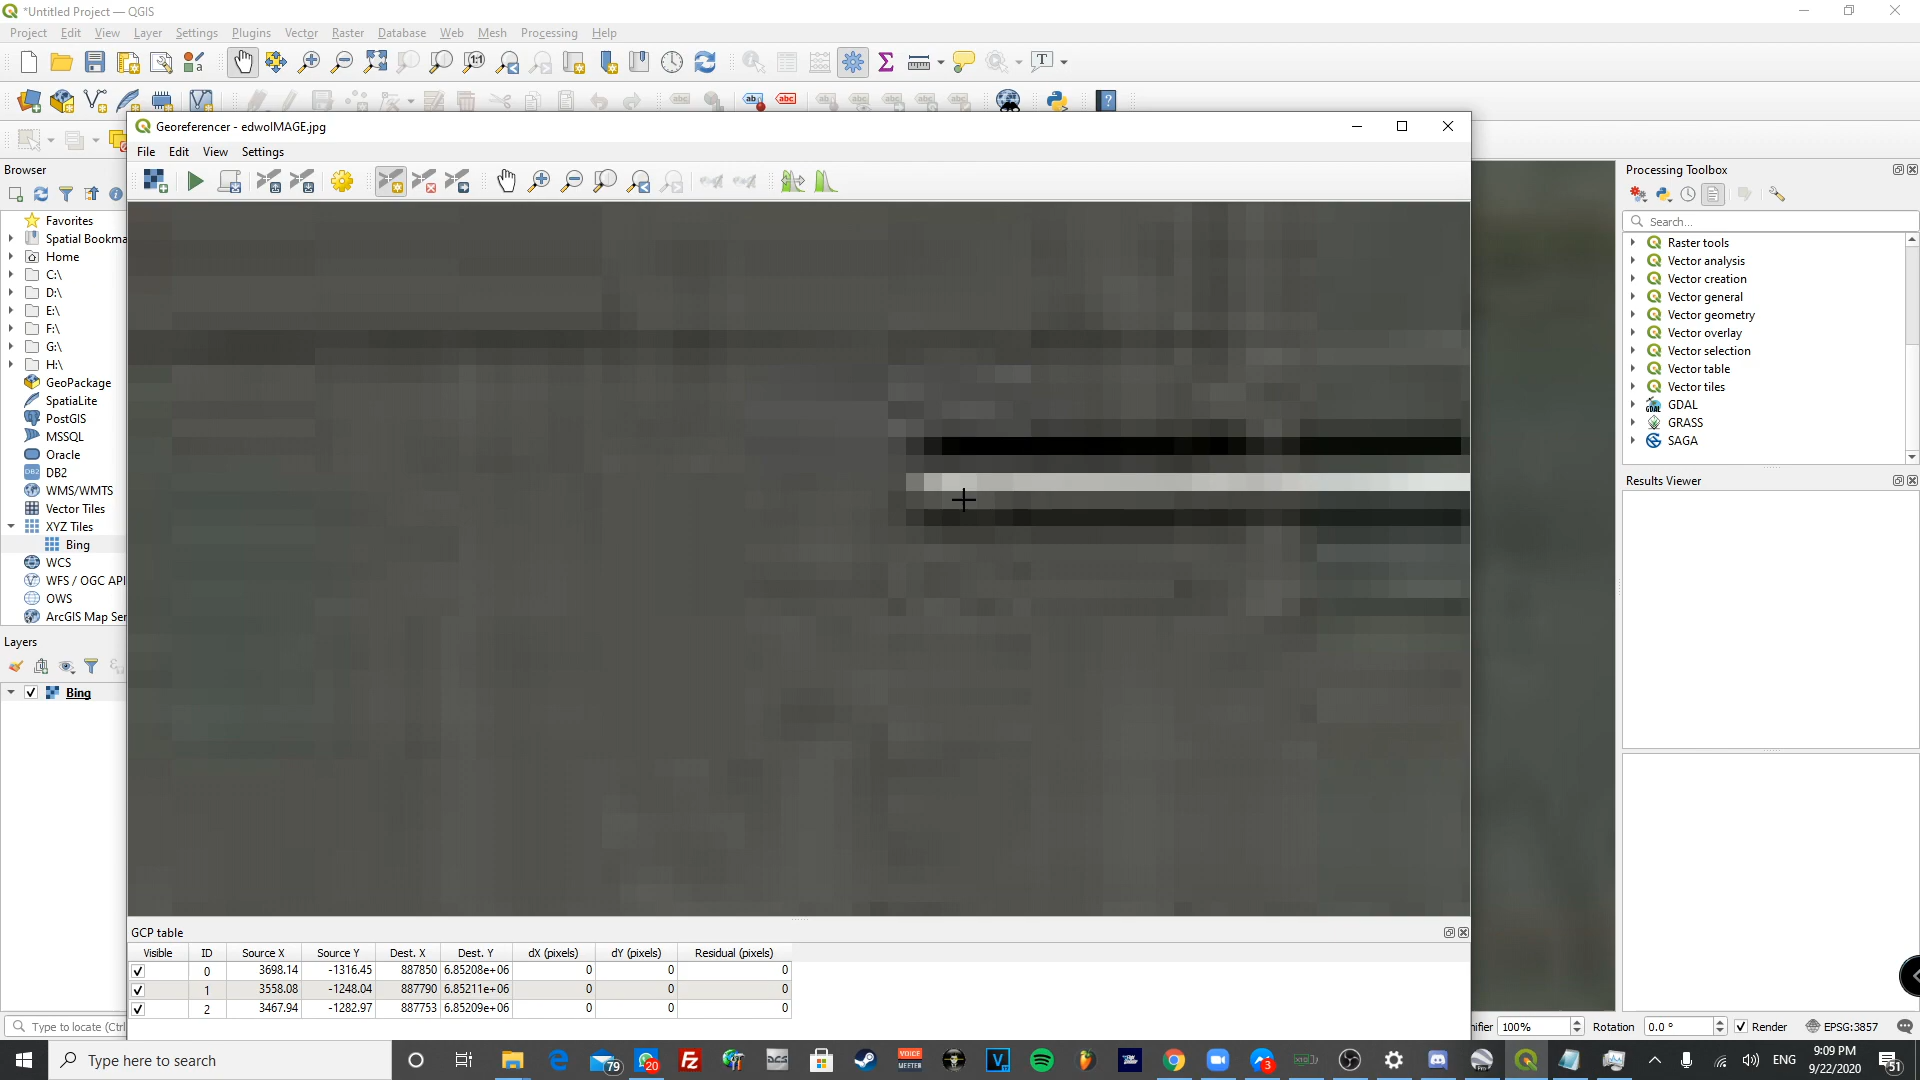 *Untitled Project — QGIS
Project Edit View Layer Settings Plugins Vector Raster Database Web Mesh Processing Help
Georeferencer - edwoIMAGE.jpg
File Edit View Settings
Browser
Favorites
Spatial Bookma
Home
C:\
D:\
E:\
F:\
G:\
H:\
GeoPackage
SpatiaLite
PostGIS
MSSQL
Oracle
DB2
WMS/WMTS
Vector Tiles
XYZ Tiles
Bing
WCS
WFS / OGC API
OWS
ArcGIS Map Ser
Layers
Bing
Type to locate (Ctrl
Processing Toolbox
Search...
Raster tools
Vector analysis
Vector creation
Vector general
Vector geometry
Vector overlay
Vector selection
Vector table
Vector tiles
GDAL
GRASS
SAGA
Results Viewer
GCP table
Visible ID Source X Source Y Dest. X Dest. Y dX (pixels) dY (pixels) Residual (pixels)
0 3698.14 -1316.45 887850 6.85208e+06 0 0 0
1 3558.08 -1248.04 887790 6.85211e+06 0 0 0
2 3467.94 -1282.97 887753 6.85209e+06 0 0 0
nifier 100% Rotation 0.0 ° Render EPSG:3857
Type here to search
79
20
3
ENG
9:09 PM
9/22/2020
51